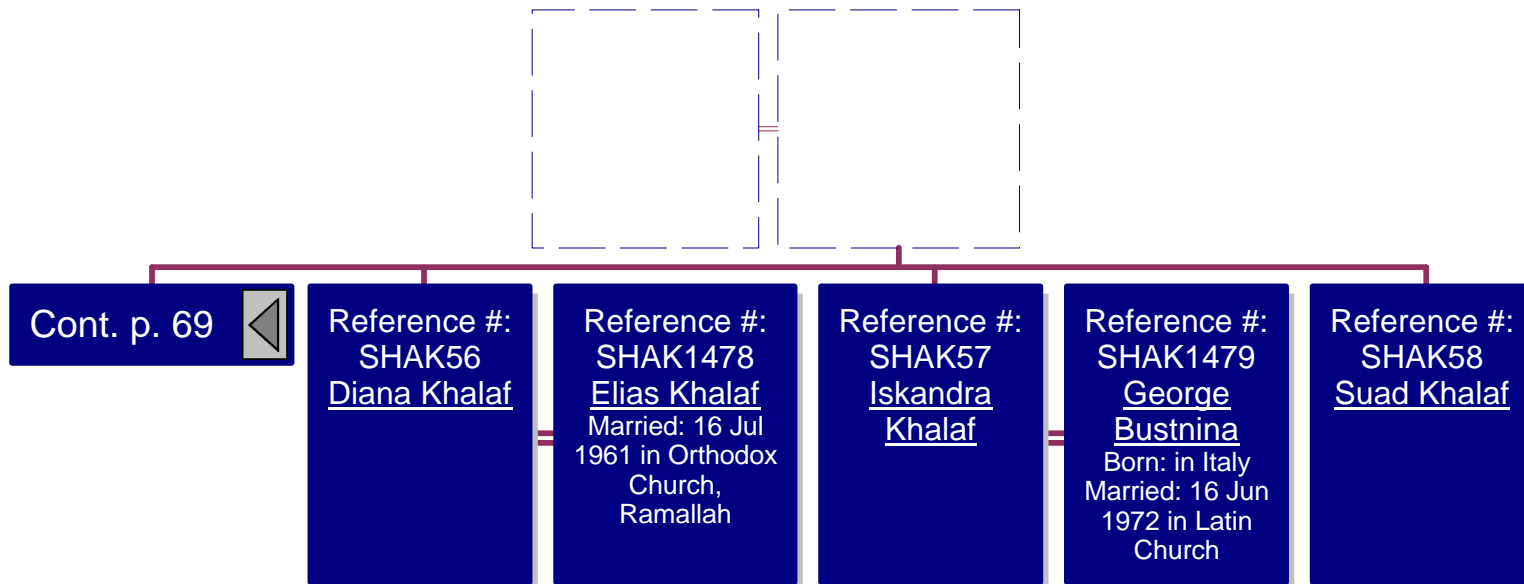 Cont. p. 69
Reference #:
SHAK56
Diana Khalaf
Reference #:
SHAK1478
Elias Khalaf
Married: 16 Jul
1961 in Orthodox
Church,
Ramallah
Reference #:
SHAK57
Iskandra
Khalaf
Reference #:
SHAK1479
George
Bustnina
Born: in Italy
Married: 16 Jun
1972 in Latin
Church
Reference #:
SHAK58
Suad Khalaf